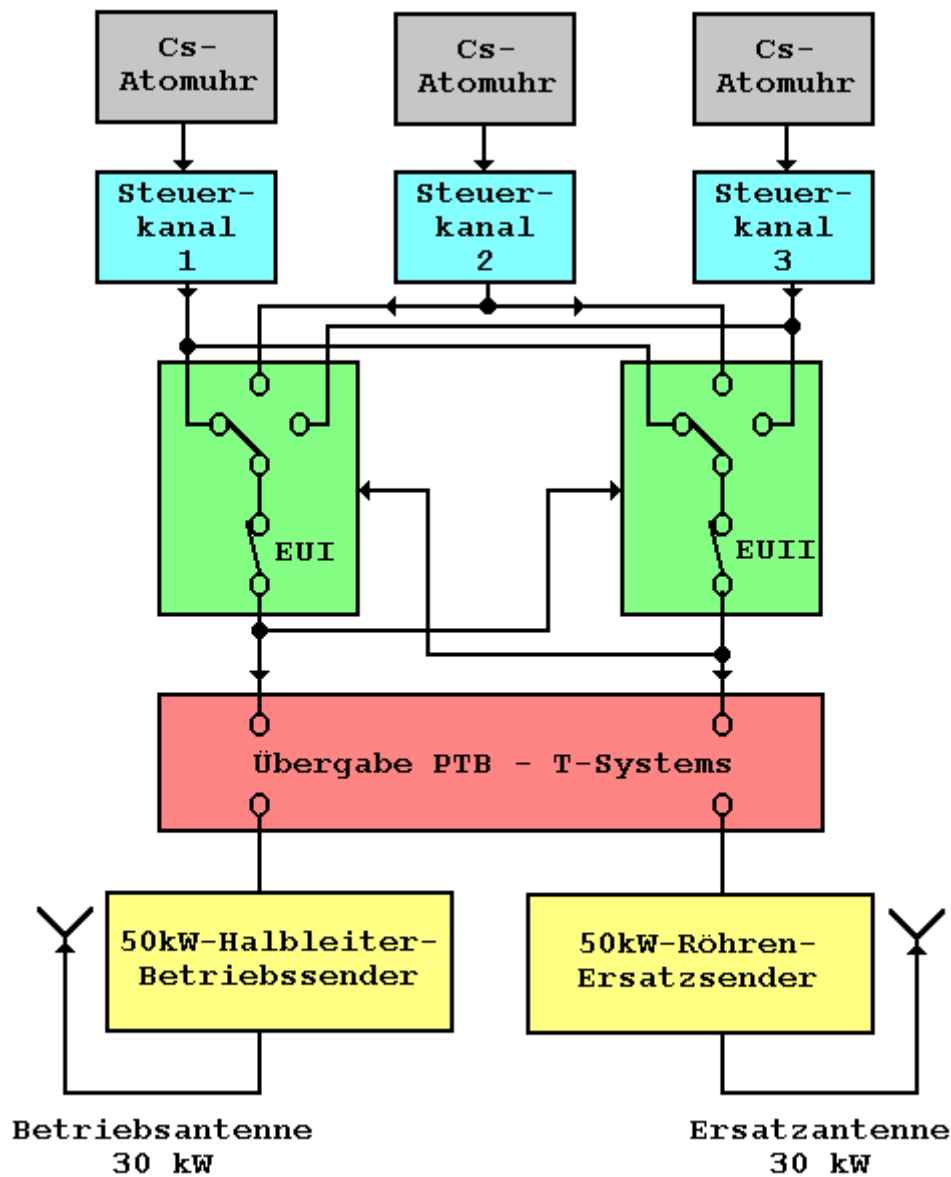 Cs-
Atomuhr
Cs-
Atomuhr
Cs-
Atomuhr
Steuer-
kanal
1
Steuer-
kanal
2
Steuer-
kanal
3
EUI
EUII
Übergabe PTB - T-Systems
50kW-Halbleiter-
Betriebssender
50kW-Röhren-
Ersatzsender
Betriebsantenne
30 kW
Ersatzantenne
30 kW